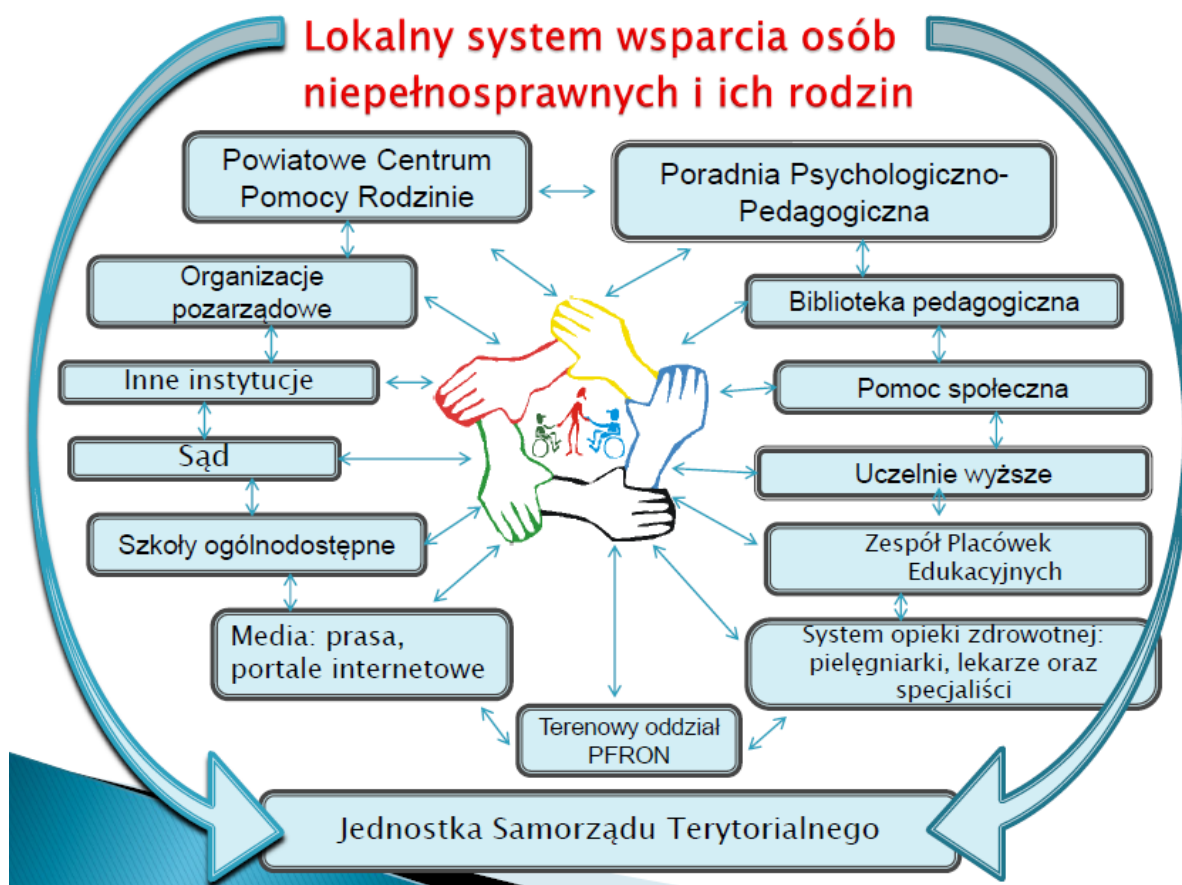 Lokalny system wsparcia osób
niepełnosprawnych i ich rodzin
Powiatowe Centrum
Pomocy Rodzinie
Poradnia Psychologiczno-
Pedagogiczna
Organizacje
pozarządowe
Biblioteka pedagogiczna
Inne instytucje
Pomoc społeczna
Sąd
Uczelnie wyższe
Szkoły ogólnodostępne
Zespół Placówek
Edukacyjnych
Media: prasa,
portale internetowe
System opieki zdrowotnej:
pielęgniarki, lekarze oraz
specjaliści
Terenowy oddział
PFRON
Jednostka Samorządu Terytorialnego